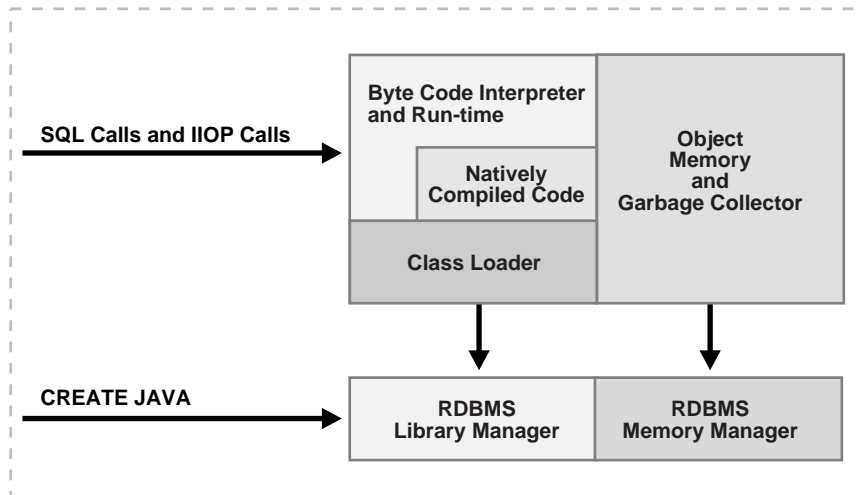 Byte Code Interpreter
and Run-time
SQL Calls and IIOP Calls
Object
Memory
and
Garbage Collector
Natively
Compiled Code
Class Loader
CREATE JAVA
RDBMS
Library Manager
RDBMS
Memory Manager